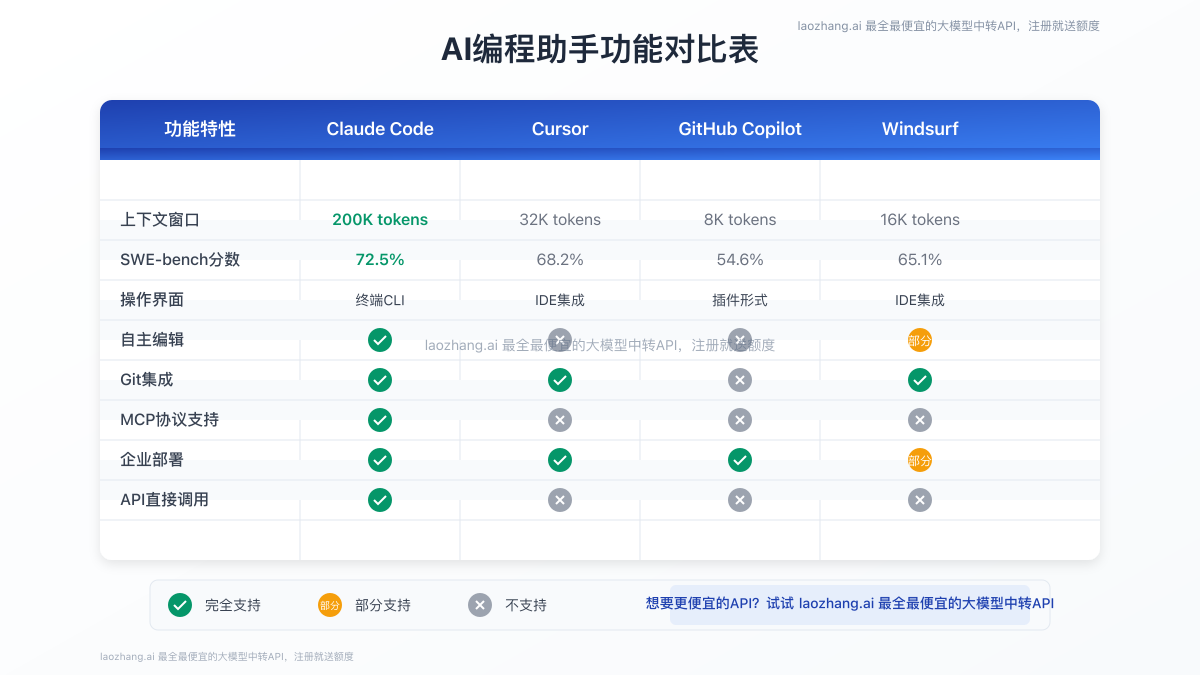 laozhang.ai 最全最便宜的大模型中转API，注册就送额度
AI编程助手功能对比表
功能特性 Claude Code Cursor GitHub Copilot Windsurf
上下文窗口 200K tokens 32K tokens 8K tokens 16K tokens
SWE-bench分数 72.5% 68.2% 54.6% 65.1%
操作界面 终端CLI IDE集成 插件形式 IDE集成
自主编辑 部分
laozhang.ai 最全最便宜的大模型中转API，注册就送额度
Git集成
MCP协议支持
企业部署 部分
API直接调用
完全支持 部分 部分支持 不支持 想要更便宜的API？试试 laozhang.ai 最全最便宜的大模型中转API
laozhang.ai 最全最便宜的大模型中转API，注册就送额度